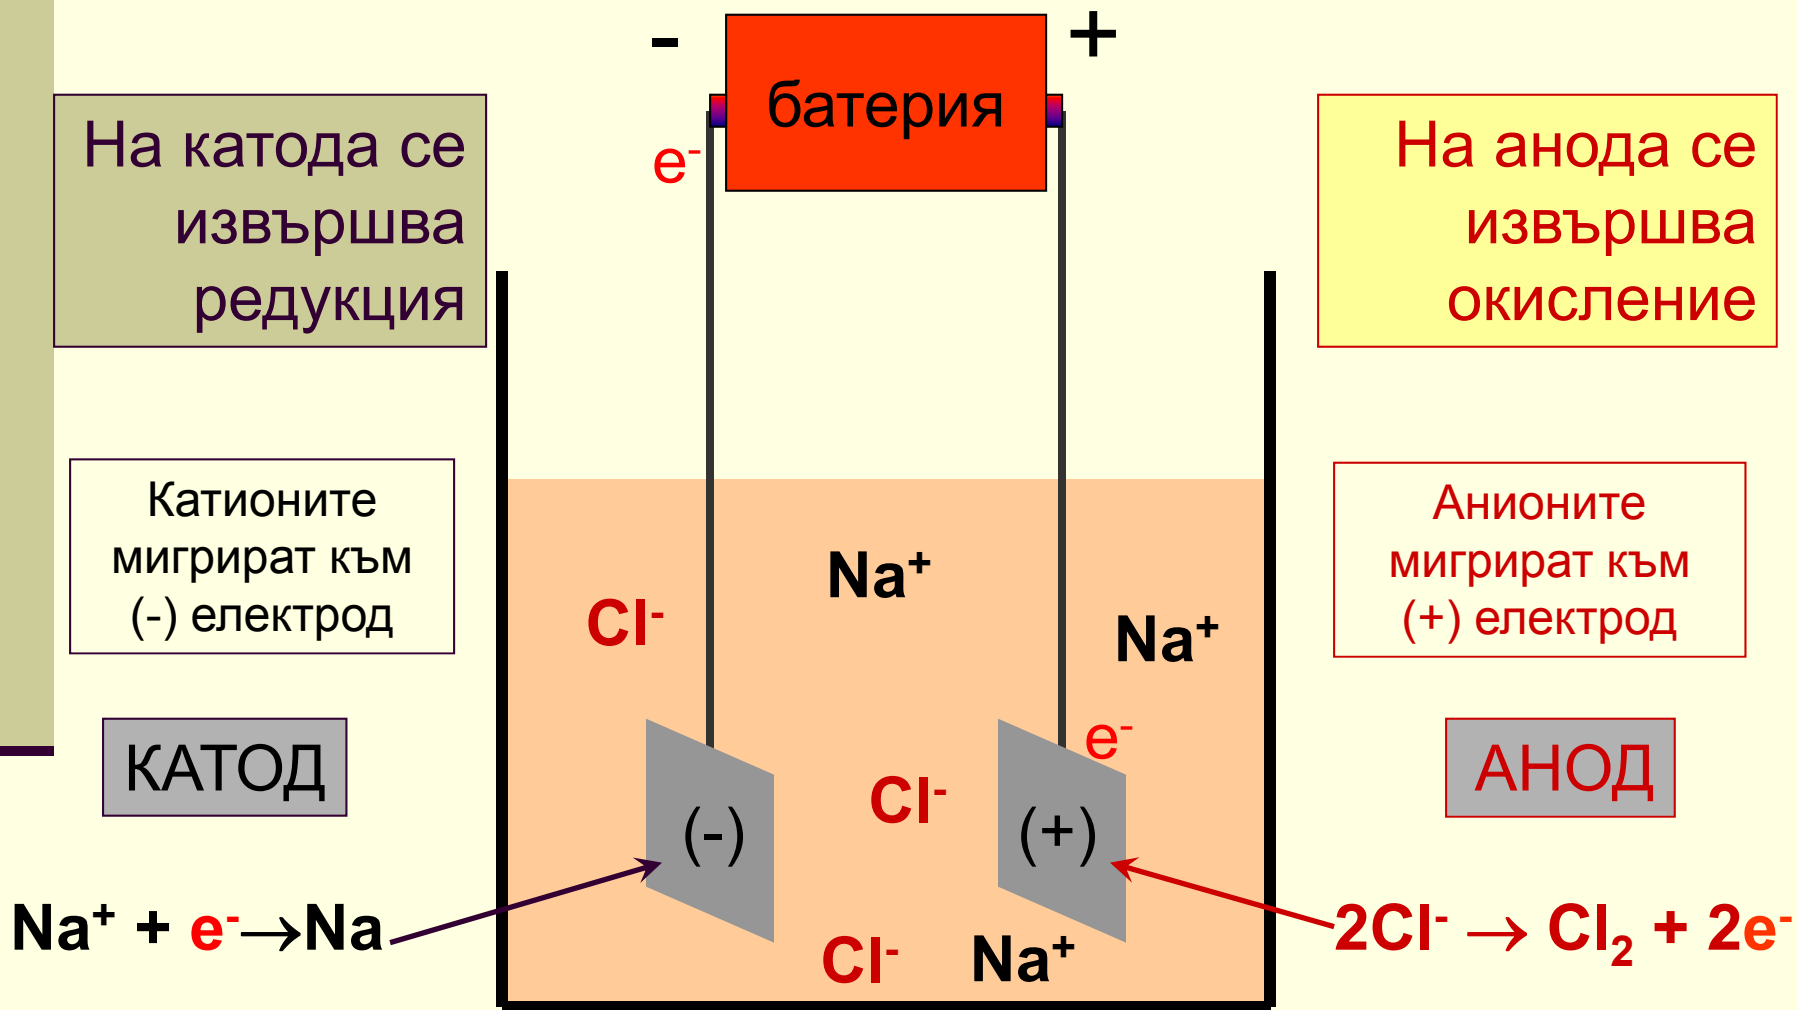 - батерия +
e-
На катода се
извършва
редукция
На анода се
извършва
окисление
Катионите
мигрират към
(-) електрод
Анионите
мигрират към
(+) електрод
Na+
Cl-
Na+
КАТОД
АНОД
e-
Cl-
(-)
(+)
Na+ + e-→Na
2Cl- → Cl2 + 2e-
Cl-
Na+